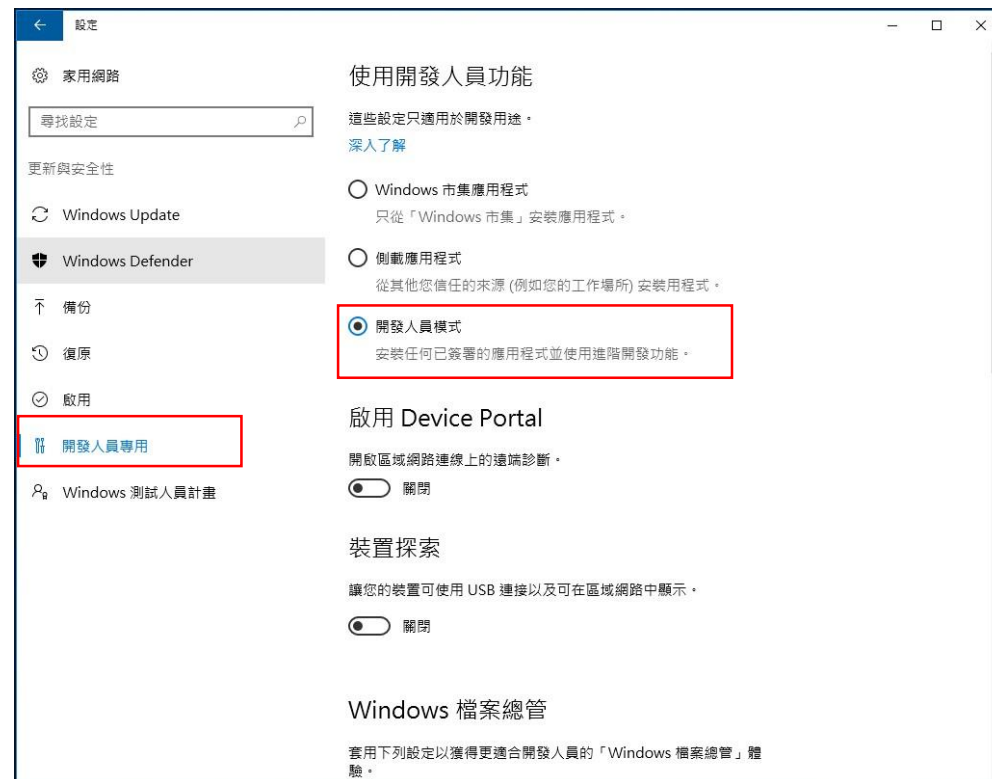 設定
家用網路
尋找設定
更新與安全性
Windows Update
Windows Defender
備份
復原
啟用
開發人員專用
Windows 測試人員計畫
使用開發人員功能
這些設定只適用於開發用途。
深入了解
Windows 市集應用程式
只從「Windows 市集」安裝應用程式。
側載應用程式
從其他您信任的來源 (例如您的工作場所) 安裝用程式。
開發人員模式
安裝任何已簽署的應用程式並使用進階開發功能。
啟用 Device Portal
開啟區域網路連線上的遠端診斷。
關閉
裝置探索
讓您的裝置可使用 USB 連接以及可在區域網路中顯示。
關閉
Windows 檔案總管
套用下列設定以獲得更適合開發人員的「Windows 檔案總管」體
驗。